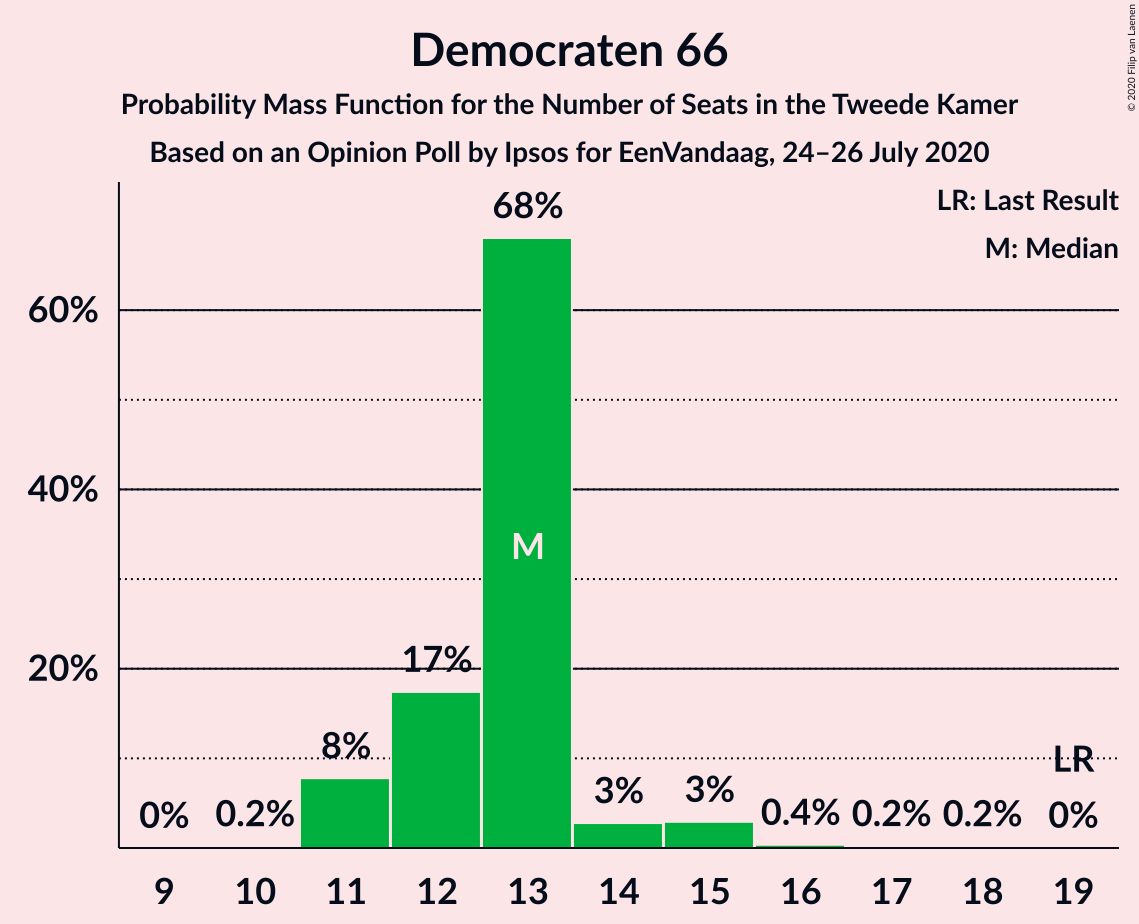 Democraten 66
Probability Mass Function for the Number of Seats in the Tweede Kamer
Based on an Opinion Poll by Ipsos for EenVandaag, 24–26 July 2020
© 2020 Filip van Laenen
LR: Last Result
M: Median
60%
40%
20%
0%
0.2%
8%
17%
68%
M
3%
3%
0.4%
0.2%
0.2%
LR
0%
9 10 11 12 13 14 15 16 17 18 19